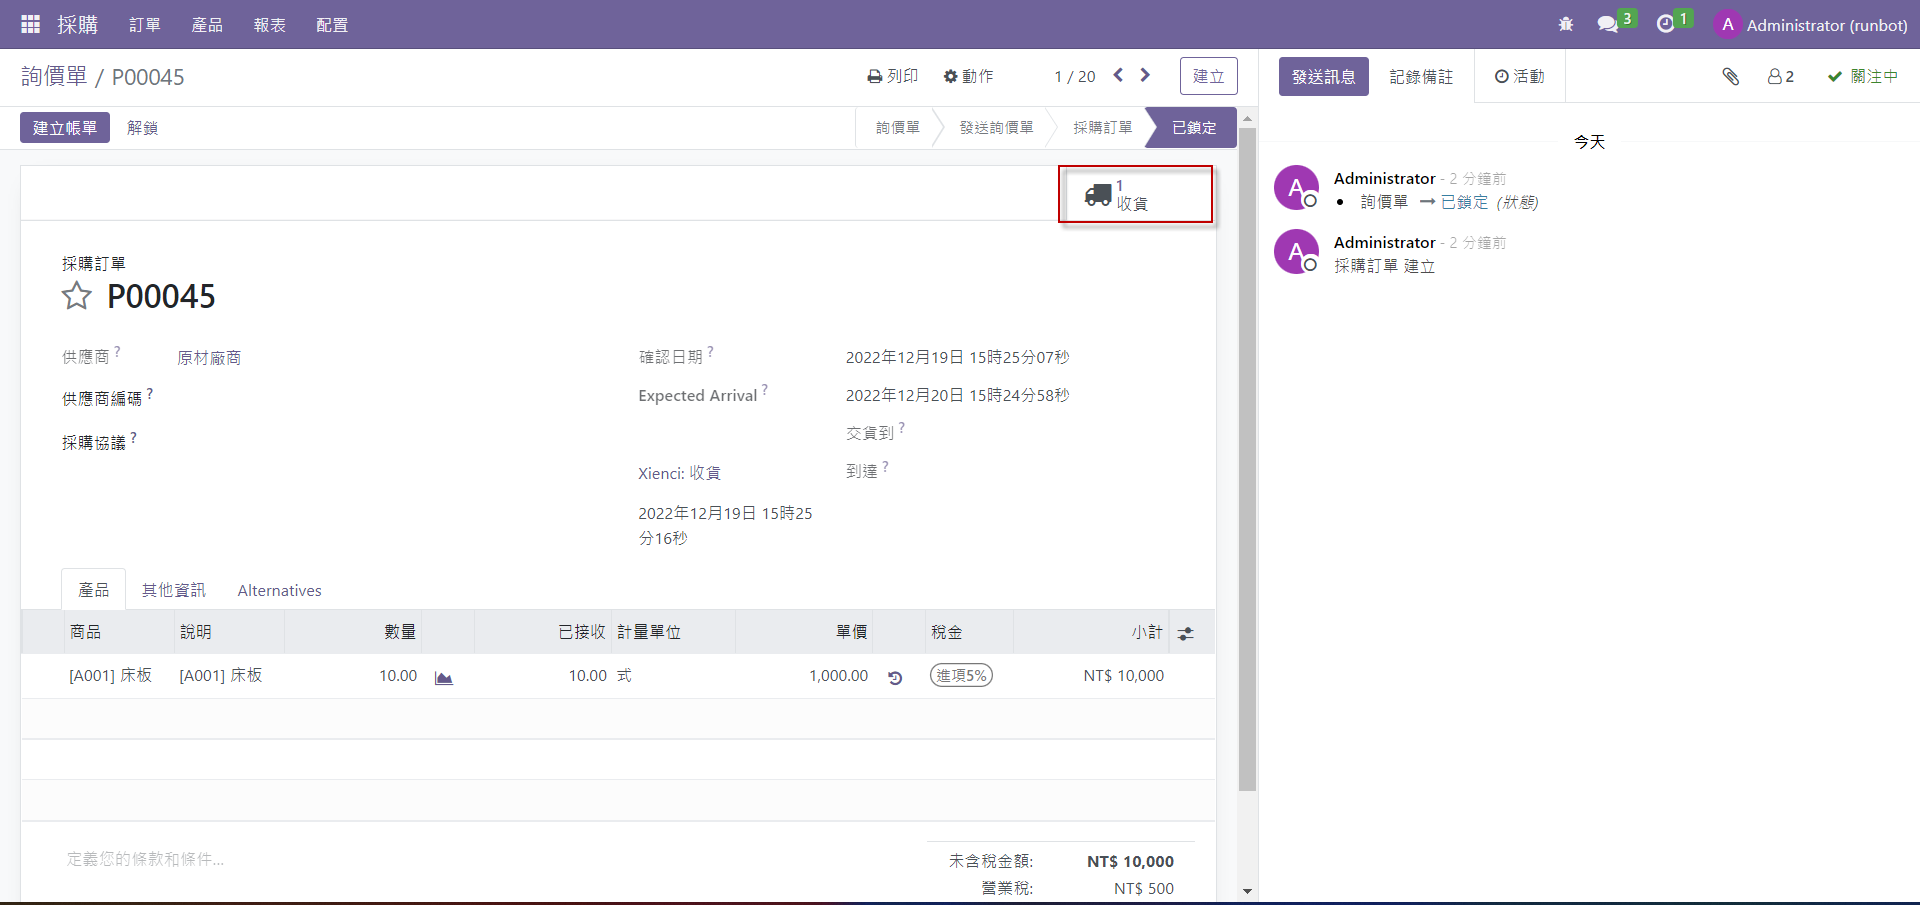 採購 訂單 產品 報表 配置 3 1 A Administrator (runbot)
詢價單 / P00045 列印 動作 1 / 20 建立 發送訊息 記錄備註 活動 2 關注中
建立帳單 解鎖 詢價單 發送詢價單 採購訂單 已鎖定
今天
1
收貨
A Administrator - 2 分鐘前
• 詢價單 → 已鎖定 (狀態)
A Administrator - 2 分鐘前
採購訂單 建立
採購訂單
P00045
供應商 ? 原材廠商 確認日期 ? 2022年12月19日 15時25分07秒
供應商編碼 ? Expected Arrival ? 2022年12月20日 15時24分58秒
交貨到 ?
採購協議 ?
Xienci: 收貨 到達 ?
2022年12月19日 15時25
分16秒
產品 其他資訊 Alternatives
商品 說明 數量 已接收 計量單位 單價 稅金 小計
[A001] 床板 [A001] 床板 10.00 10.00 式 1,000.00 進項5% NT$ 10,000
定義您的條款和條件... 未含稅金額: NT$ 10,000
營業稅: NT$ 500